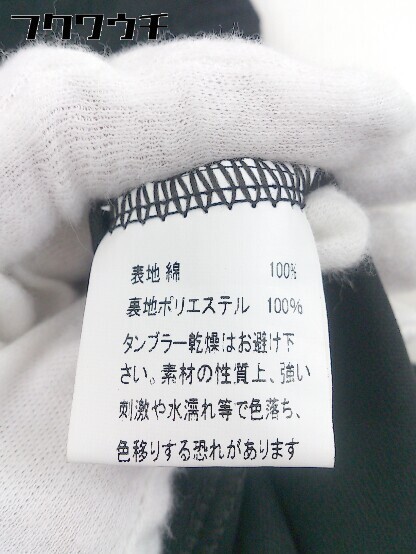 フクワウチ
表地 綿 100%
裏地ポリエステル 100%
タンブラー乾燥はお避け下
さい。素材の性質上、強い
刺激や水濡れ等で色落ち、
色移りする恐れがあります